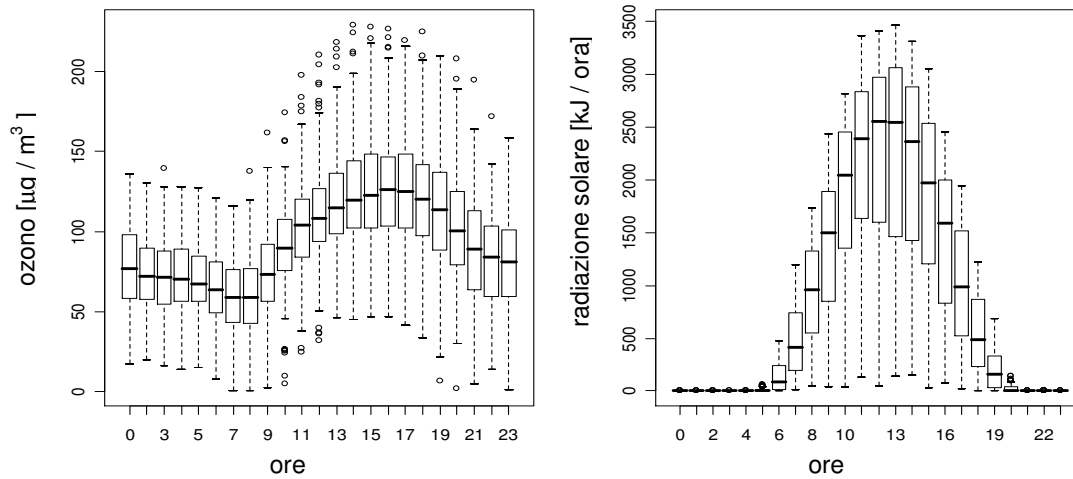 ozono [µg / m³]
0
50
100
150
200
0 3 5 7 9 11 13 15 17 19 21 23
ore
radiazione solare [kJ / ora]
0
500
1000
1500
2000
2500
3000
3500
0 2 4 6 8 10 13 16 19 22
ore